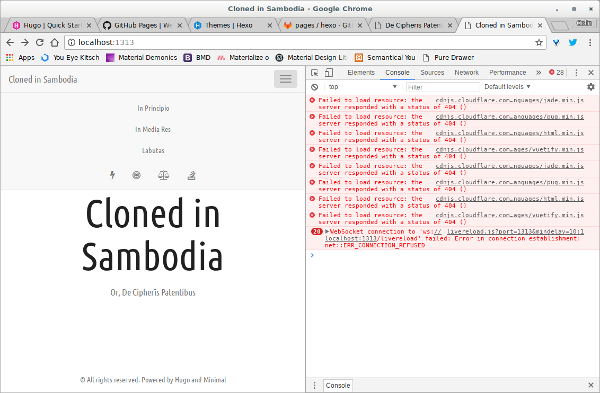 Cloned in Sambodia - Google Chrome
Hugo | Quick Start
GitHub Pages | We
Themes | Hexo
pages / hexo · Git
De Cipheris Patenti
Cloned in Sambodia
localhost:1313
Apps
You Eye Kitsch
Material Demonics
BMD
Materialize
Material Design Li
Semantical You
Pure Drawer
Cloned in Sambodia
In Principio
In Media Res
Labutas
Cloned in
Sambodia
Or, De Cipherīs Patentibus
© All rights reserved. Powered by Hugo and Minimal
Elements Console Sources Network Performance » 28
top Filter Default levels
Failed to load resource: the cdnjs.cloudflare.com…nguages/jade.min.js
server responded with a status of 404 ()
Failed to load resource: the cdnjs.cloudflare.com…anguages/pug.min.js
server responded with a status of 404 ()
Failed to load resource: the cdnjs.cloudflare.com…nguages/html.min.js
server responded with a status of 404 ()
Failed to load resource: the cdnjs.cloudflare.com…ages/vuetify.min.js
server responded with a status of 404 ()
Failed to load resource: the cdnjs.cloudflare.com…nguages/jade.min.js
server responded with a status of 404 ()
Failed to load resource: the cdnjs.cloudflare.com…anguages/pug.min.js
server responded with a status of 404 ()
Failed to load resource: the cdnjs.cloudflare.com…nguages/html.min.js
server responded with a status of 404 ()
Failed to load resource: the cdnjs.cloudflare.com…ages/vuetify.min.js
server responded with a status of 404 ()
20 WebSocket connection to 'ws:// livereload.js?port=1313&mindelay=10:1
localhost:1313/livereload' failed: Error in connection establishment:
net::ERR_CONNECTION_REFUSED
Console